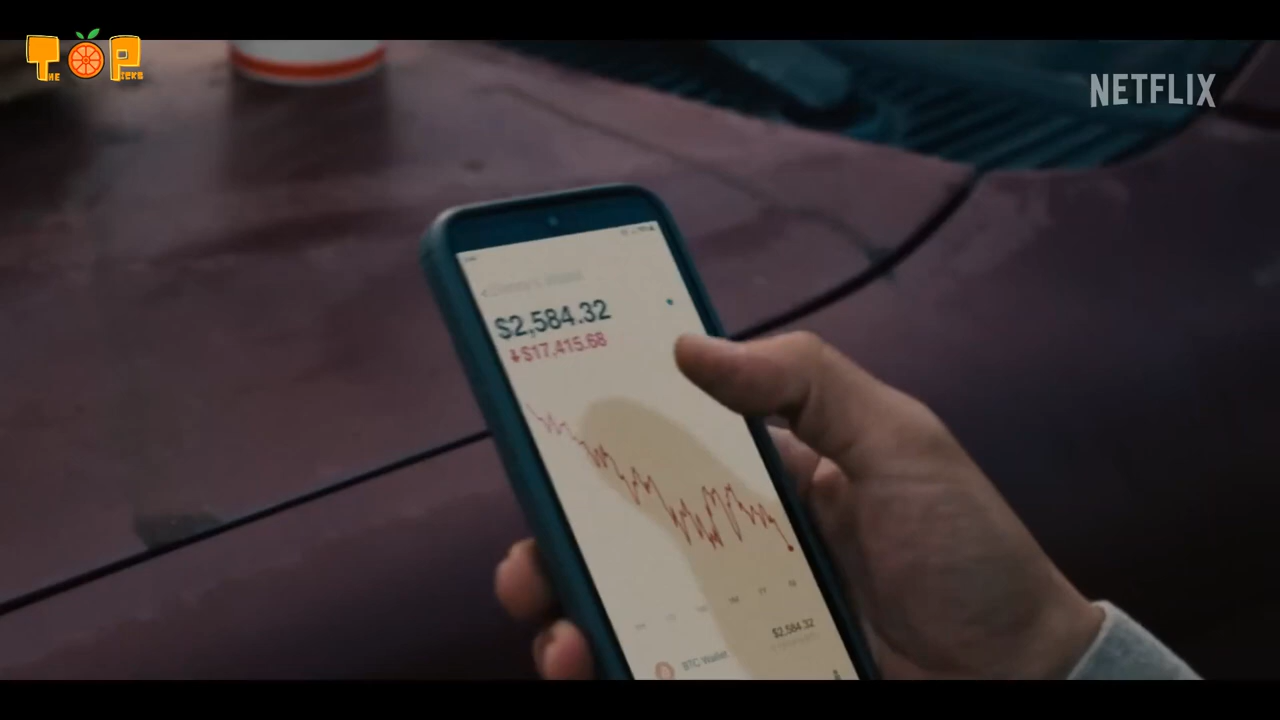 THE TOP PICKS
NETFLIX
$2,584.32
↓$17,415.68
$2,584.32
BTC Wallet